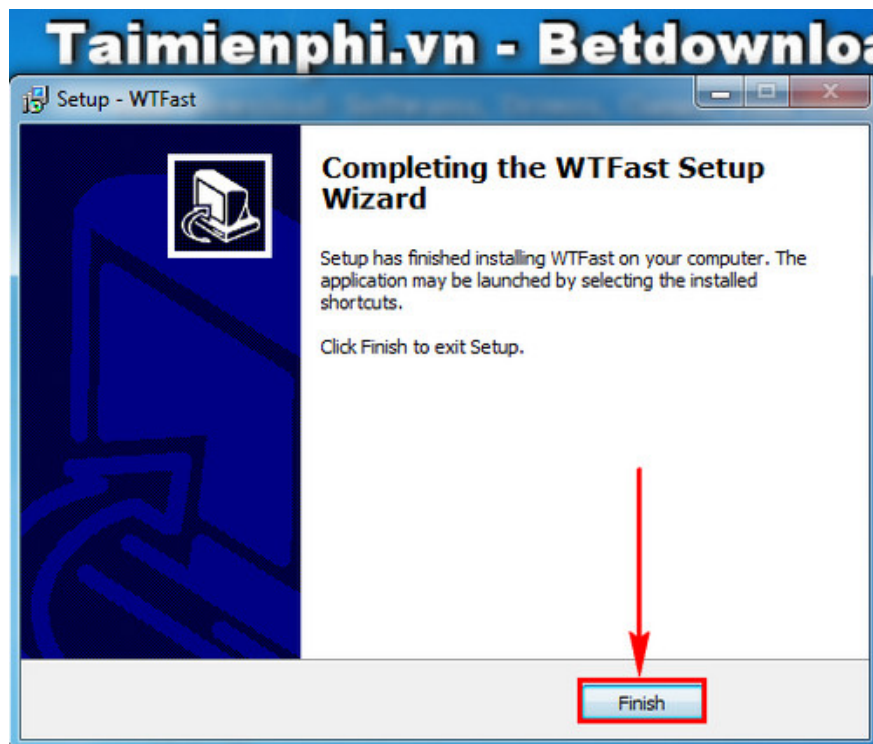 Taimienphi.vn - Betdownloa
Setup - WTFast
Completing the WTFast Setup
Wizard
Setup has finished installing WTFast on your computer. The
application may be launched by selecting the installed
shortcuts.
Click Finish to exit Setup.
Finish